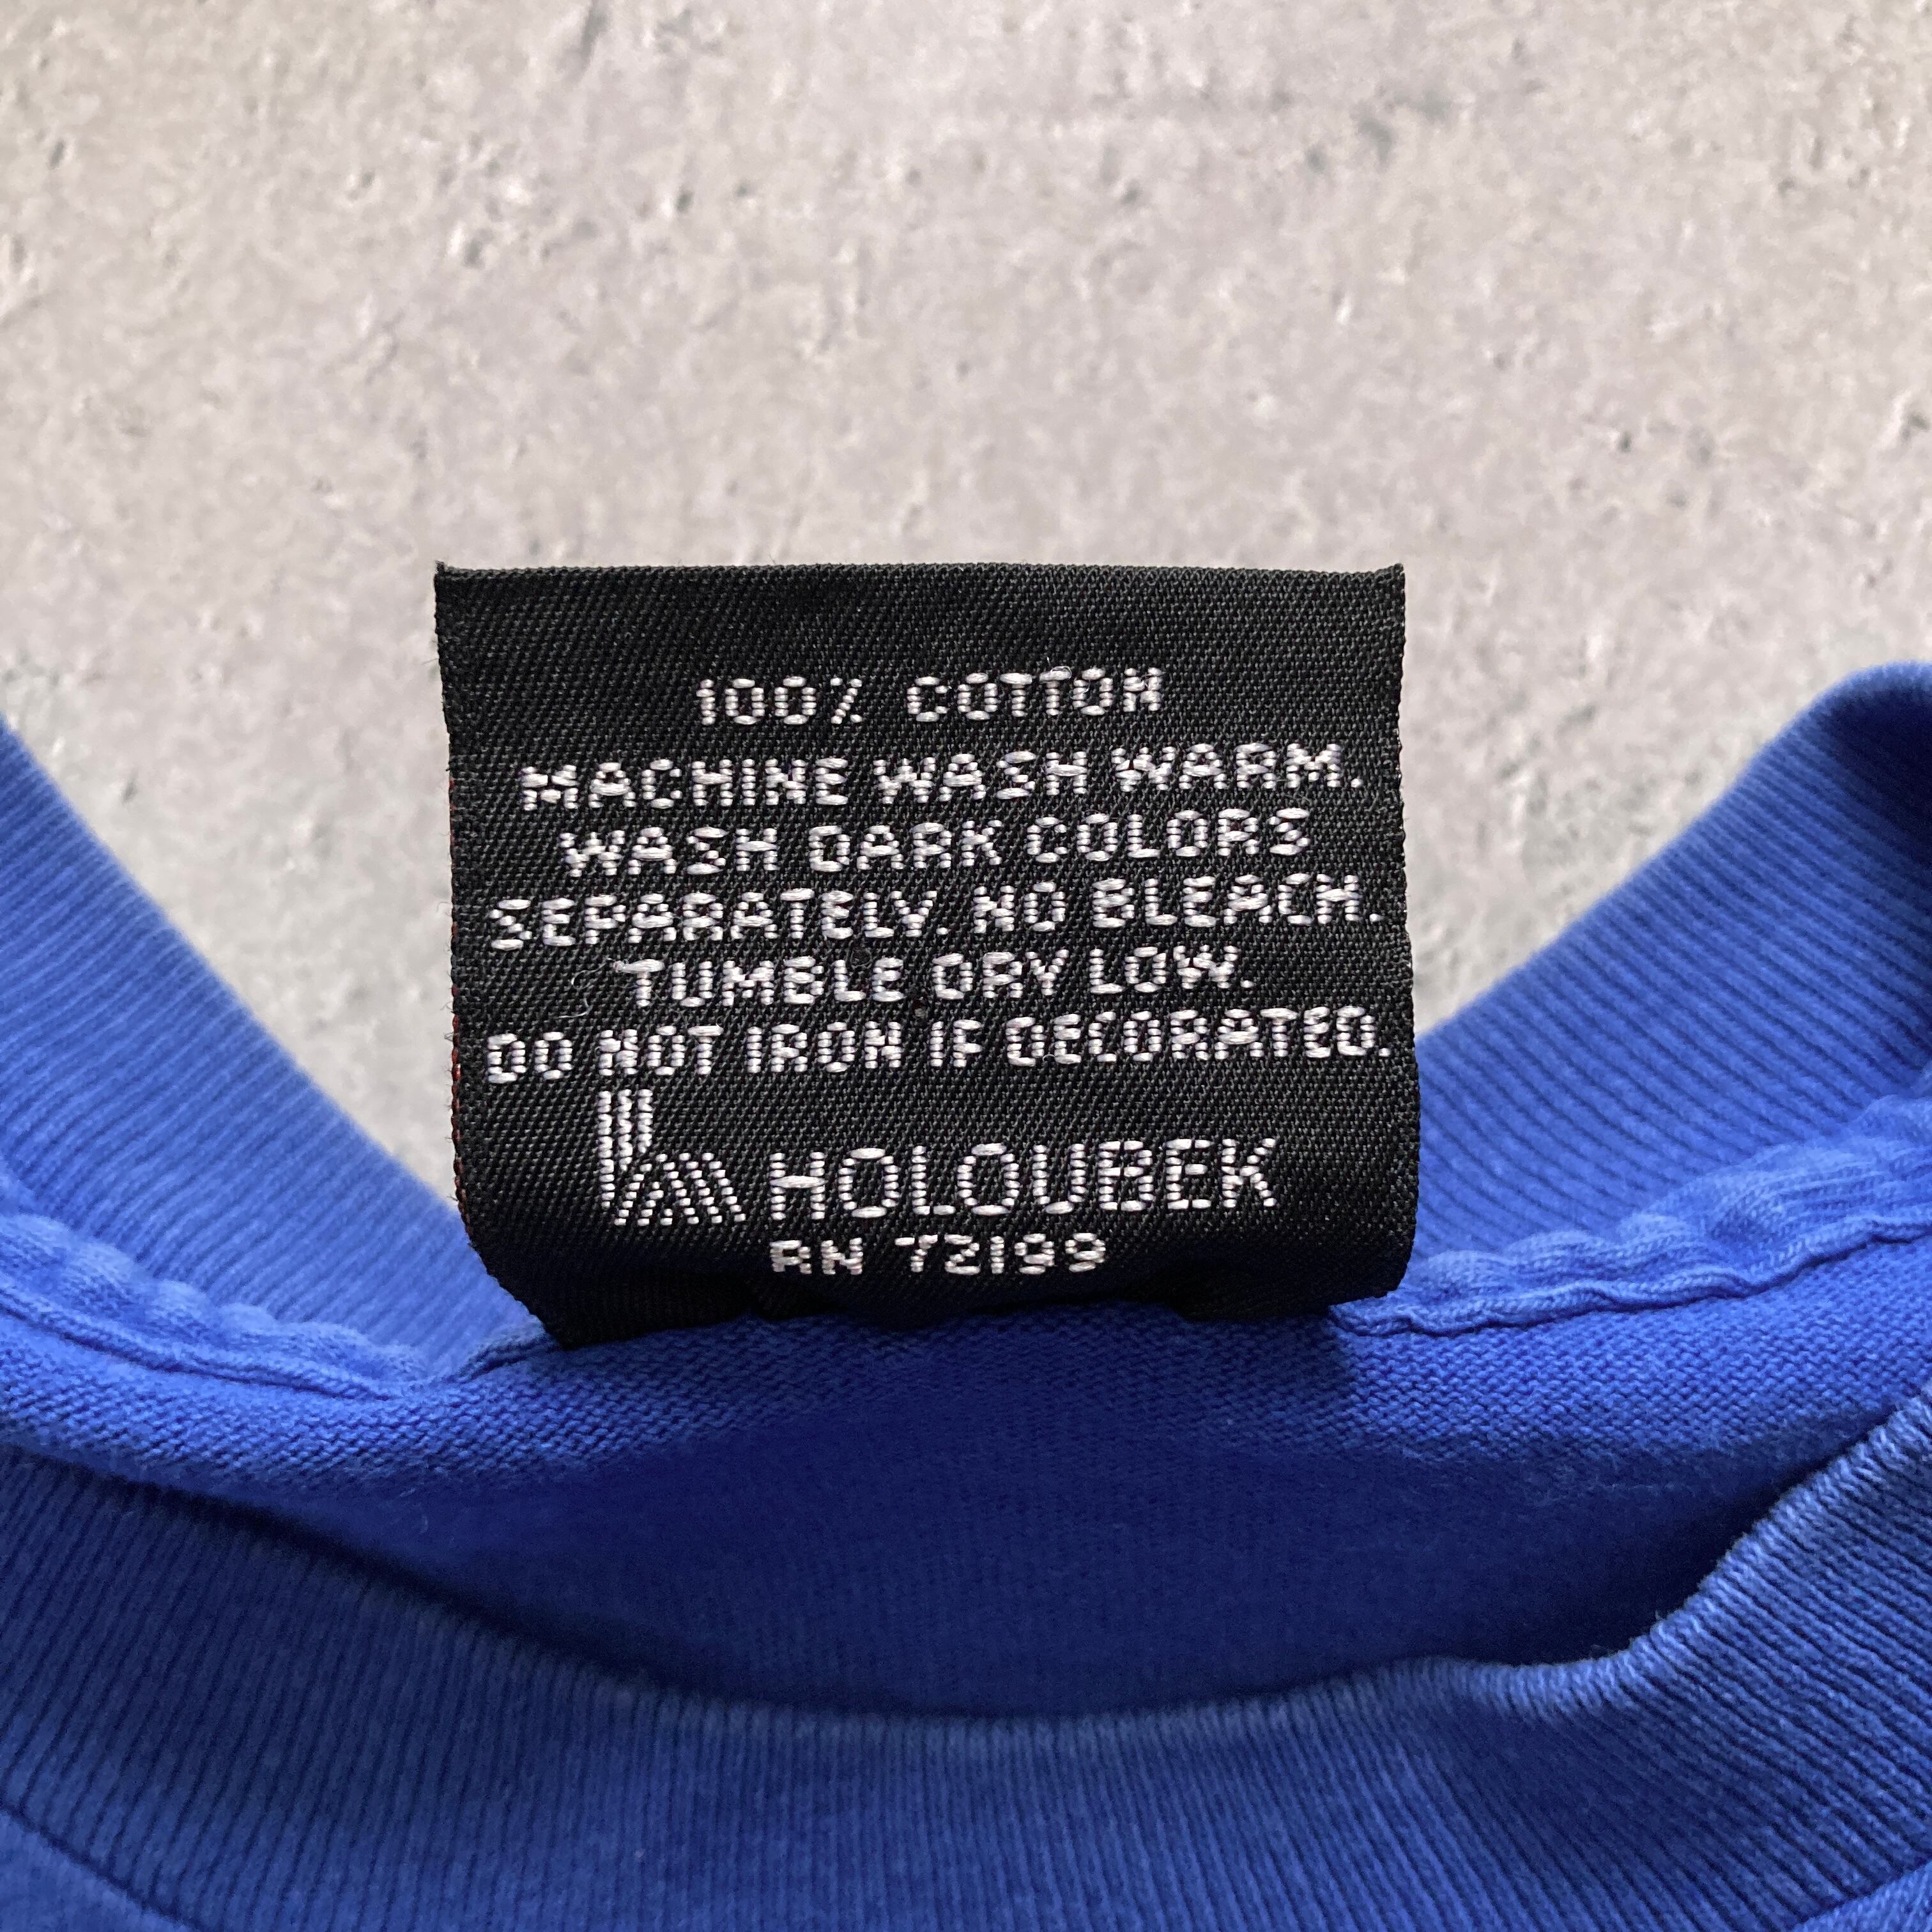 100% COTTON
MACHINE WASH WARM.
WASH DARK COLORS
SEPARATELY. NO BLEACH.
TUMBLE DRY LOW.
DO NOT IRON IF DECORATED.
HOLOUBEK
RN 72199